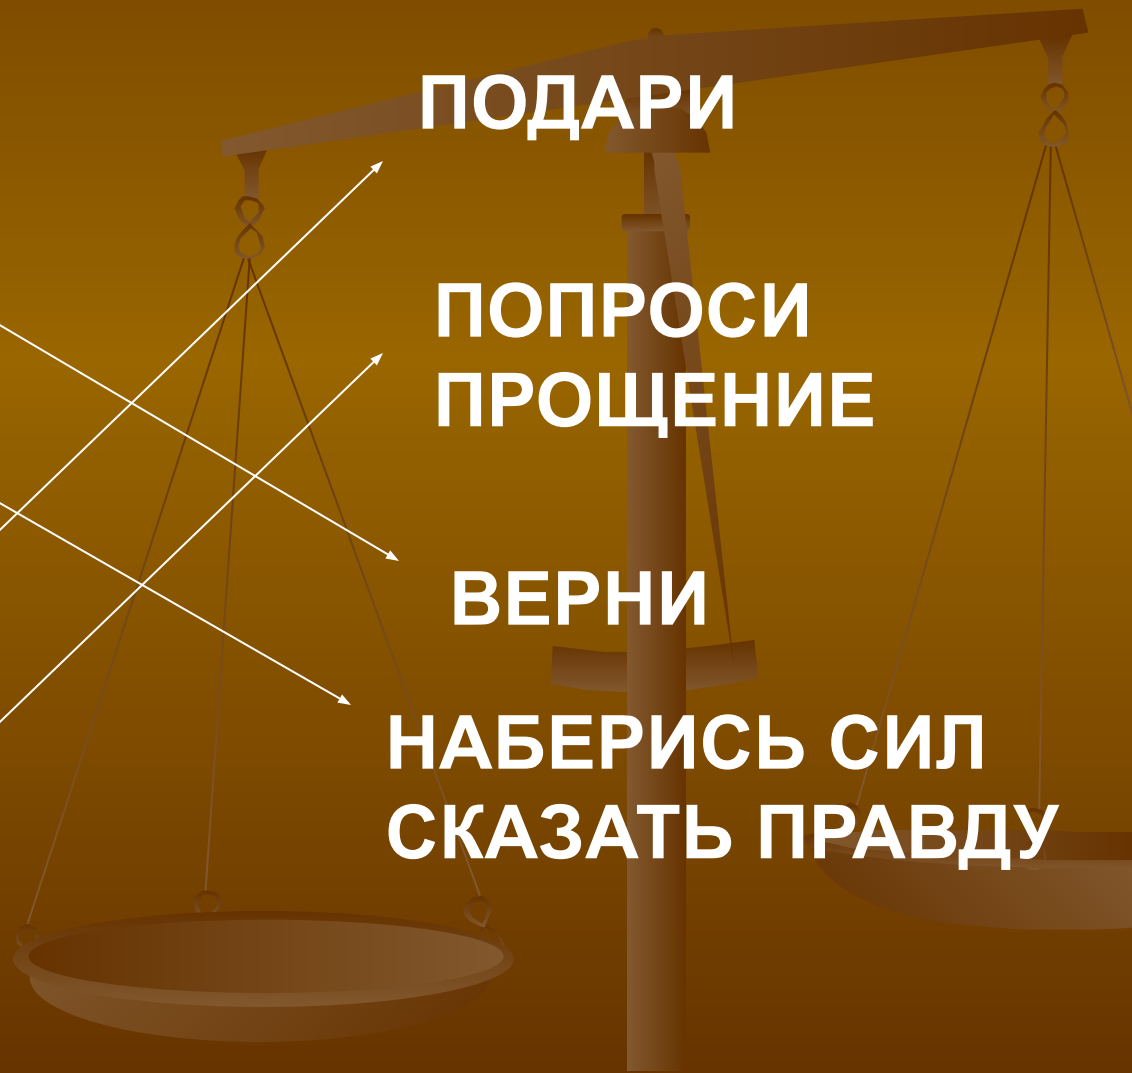 ПОДАРИ
ПОПРОСИ
ПРОЩЕНИЕ
ВЕРНИ
НАБЕРИСЬ СИЛ
СКАЗАТЬ ПРАВДУ